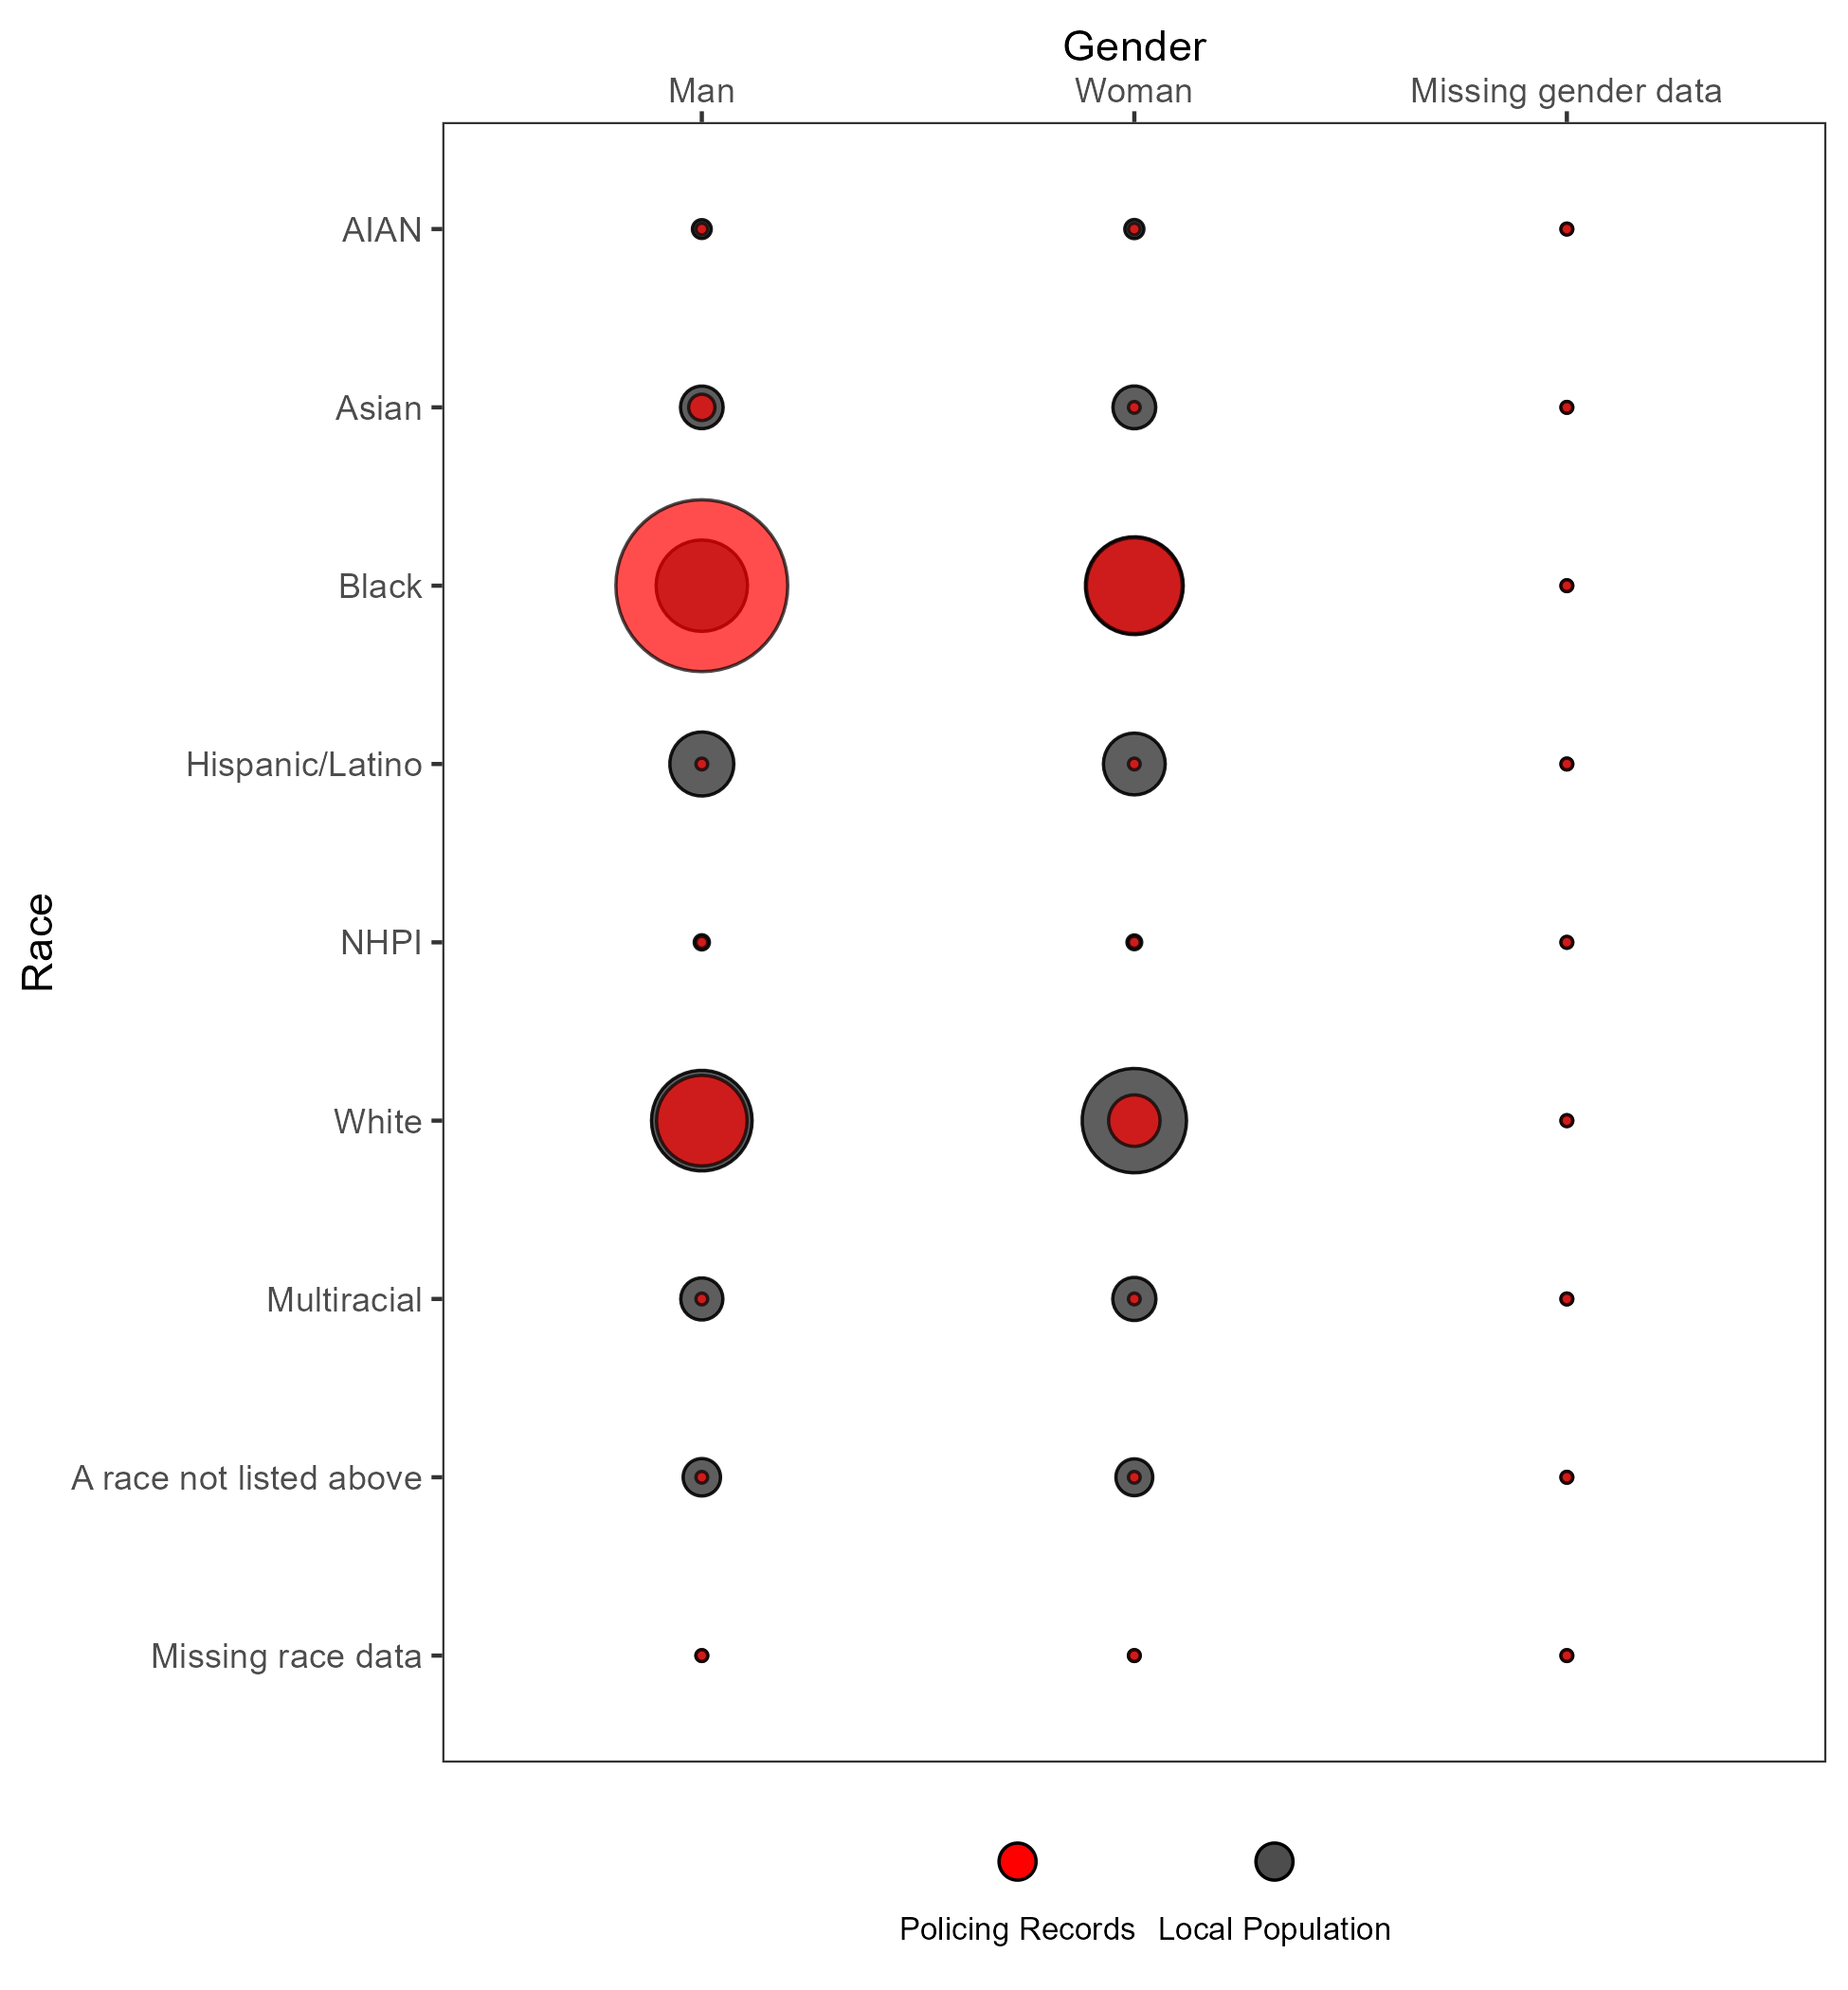 Gender
Man Woman Missing gender data
AIAN
Asian
Black
Hispanic/Latino
NHPI
White
Multiracial
A race not listed above
Missing race data
Race
Policing Records Local Population